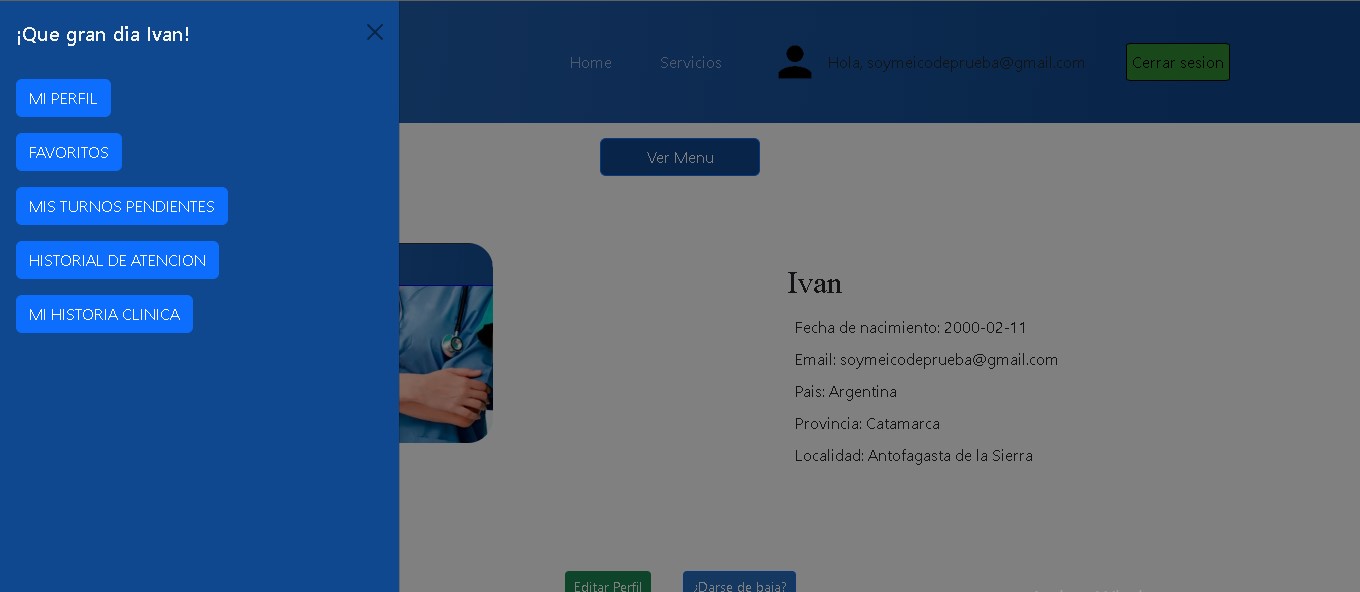 ¡Que gran dia Ivan!
MI PERFIL
FAVORITOS
MIS TURNOS PENDIENTES
HISTORIAL DE ATENCION
MI HISTORIA CLINICA
Home
Servicios
Hola, soymeicodeprueba@gmail.com
Cerrar sesion
Ver Menu
Ivan
Fecha de nacimiento: 2000-02-11
Email: soymeicodeprueba@gmail.com
Pais: Argentina
Provincia: Catamarca
Localidad: Antofagasta de la Sierra
Editar Perfil
¿Darse de baja?